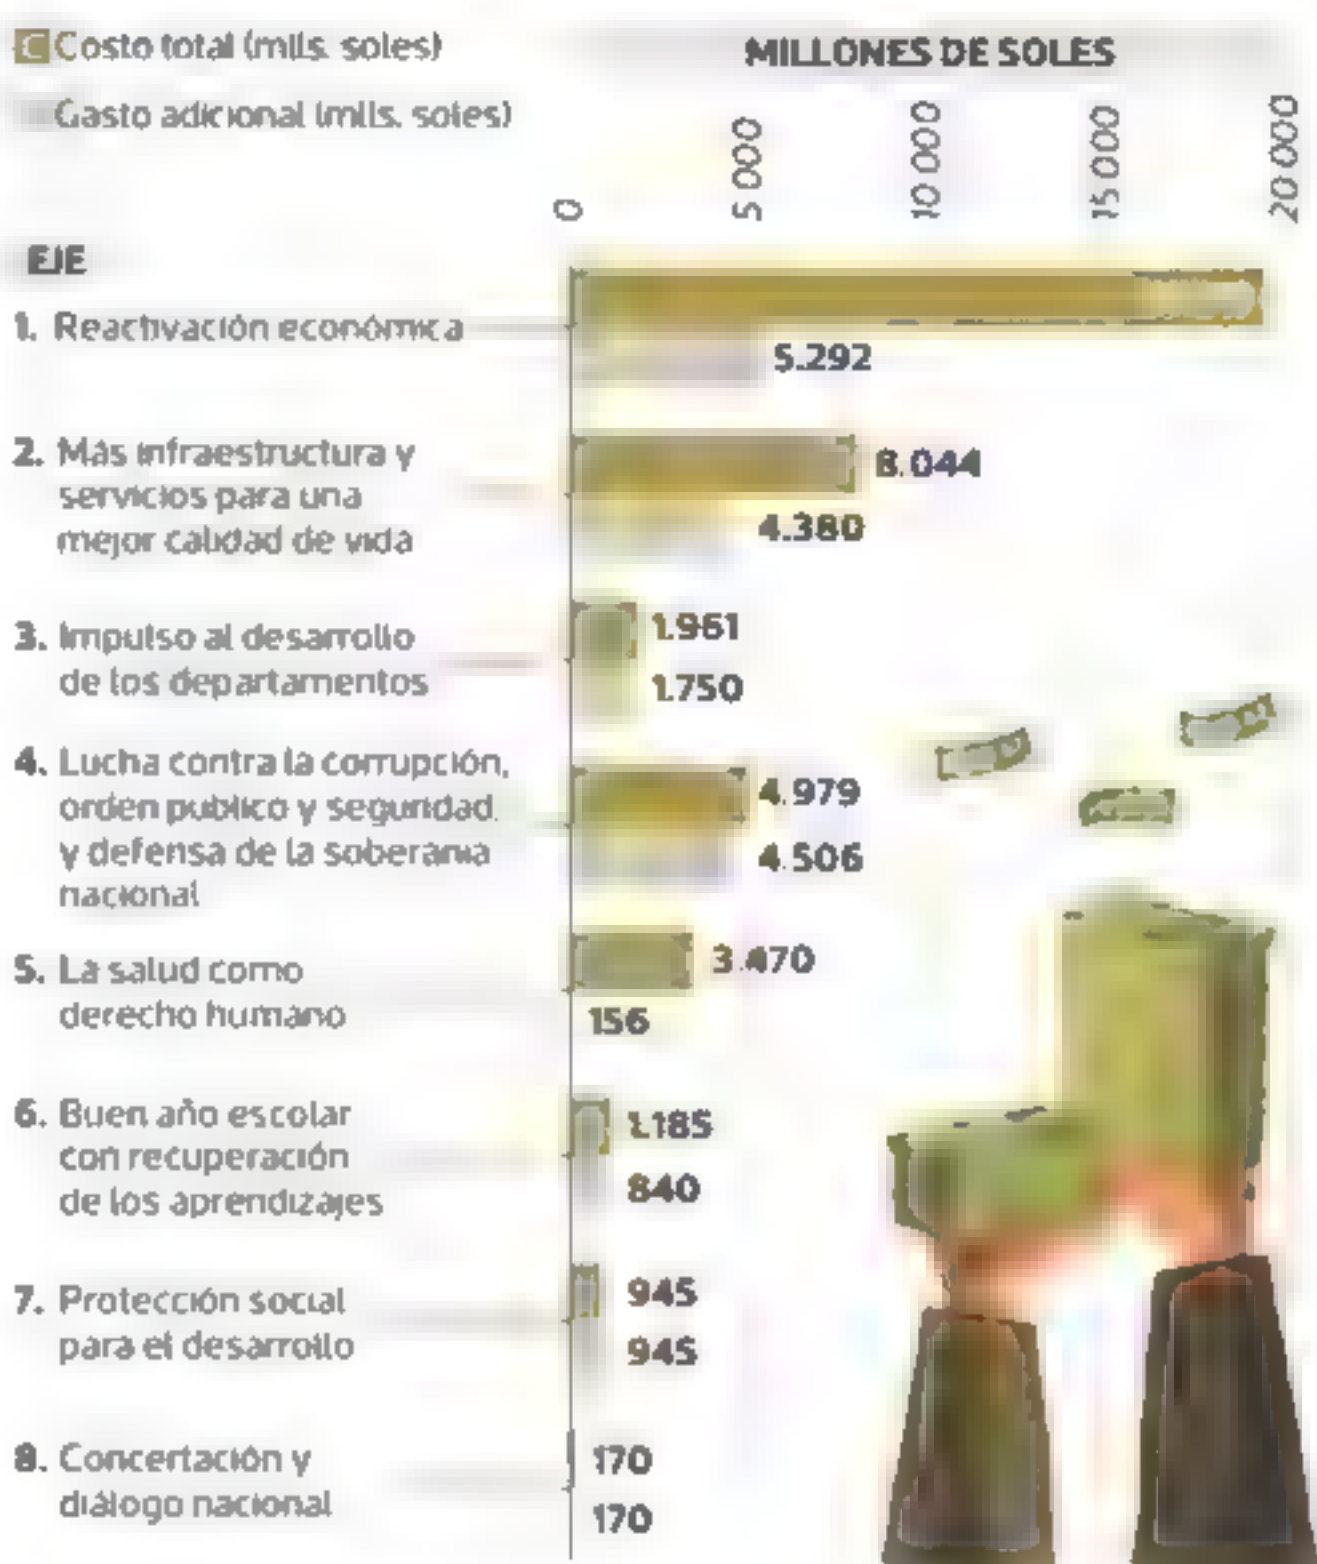 Costo total (mlls. soles)
Gasto adicional (mlls. soles)
MILLONES DE SOLES
0
5 000
10 000
15 000
20 000
EJE
1. Reactivación económica
5.292
2. Más infraestructura y
servicios para una
mejor calidad de vida
8.044
4.380
3. Impulso al desarrollo
de los departamentos
1.961
1.750
4. Lucha contra la corrupción,
orden público y seguridad,
y defensa de la soberanía
nacional
4.979
4.506
5. La salud como
derecho humano
3.470
156
6. Buen año escolar
con recuperación
de los aprendizajes
1.185
840
7. Protección social
para el desarrollo
945
945
8. Concertación y
diálogo nacional
170
170